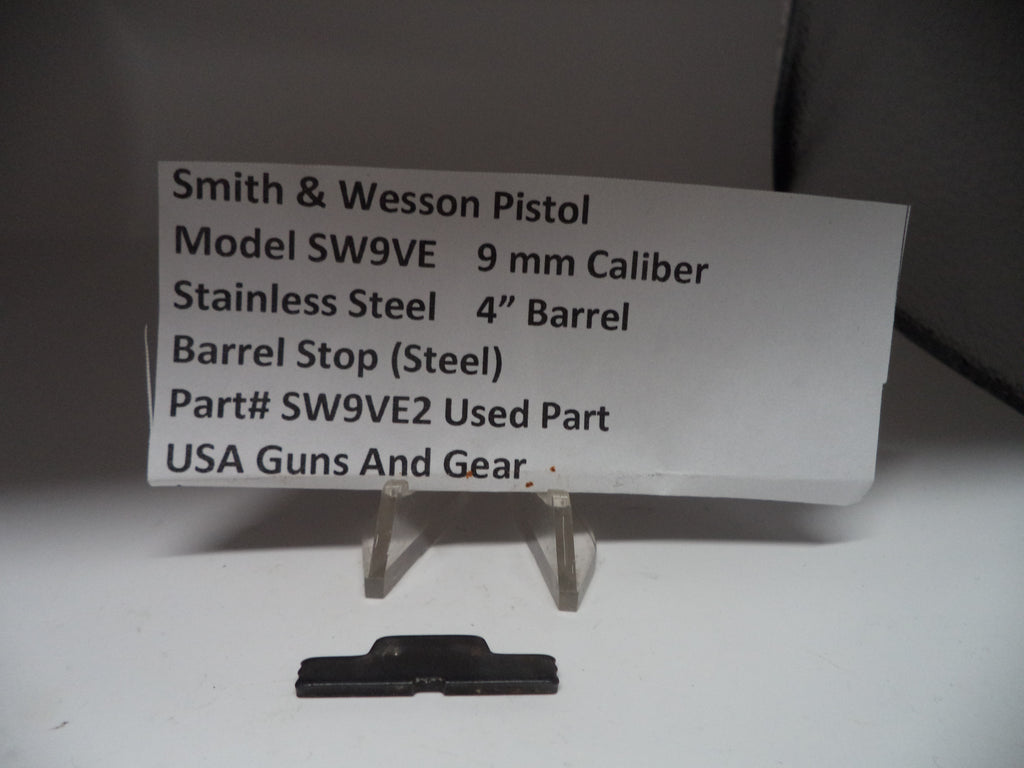 Smith & Wesson Pistol
Model SW9VE 9 mm Caliber
Stainless Steel 4” Barrel
Barrel Stop (Steel)
Part# SW9VE2 Used Part
USA Guns And Gear